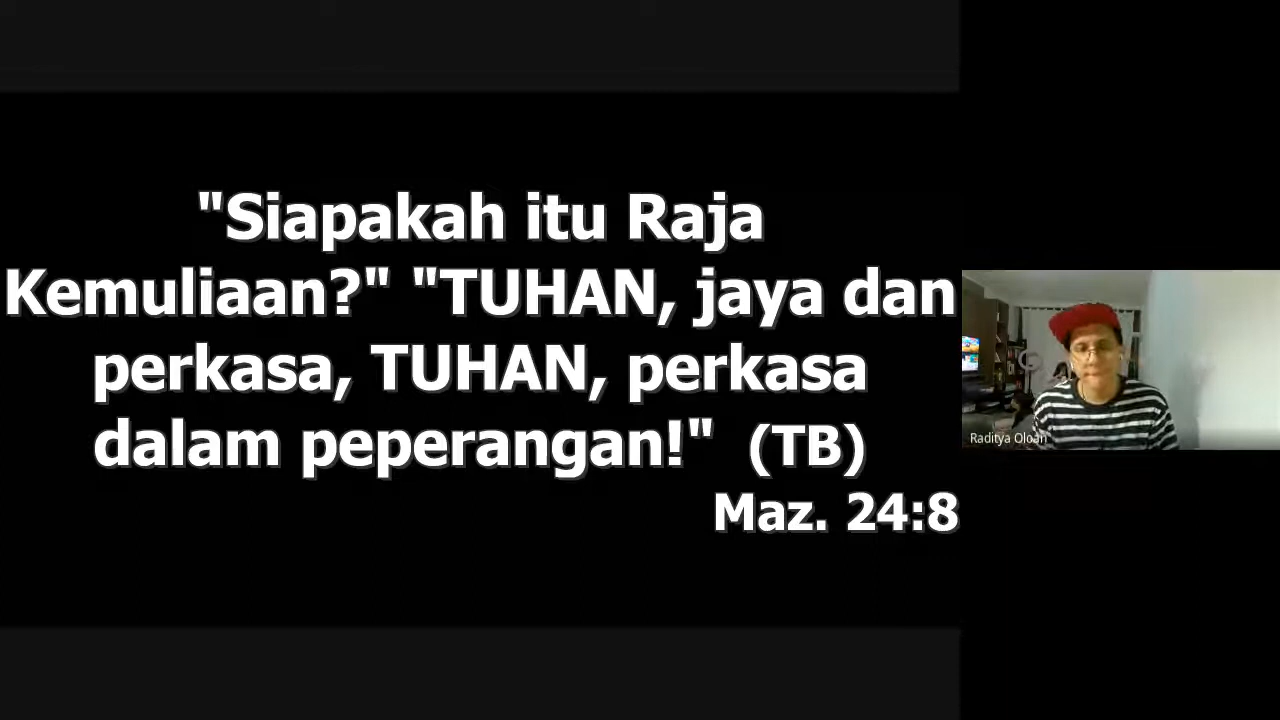 "Siapakah itu Raja
Kemuliaan?" "TUHAN, jaya dan
perkasa, TUHAN, perkasa
dalam peperangan!" (TB)
Maz. 24:8
Raditya Oloan